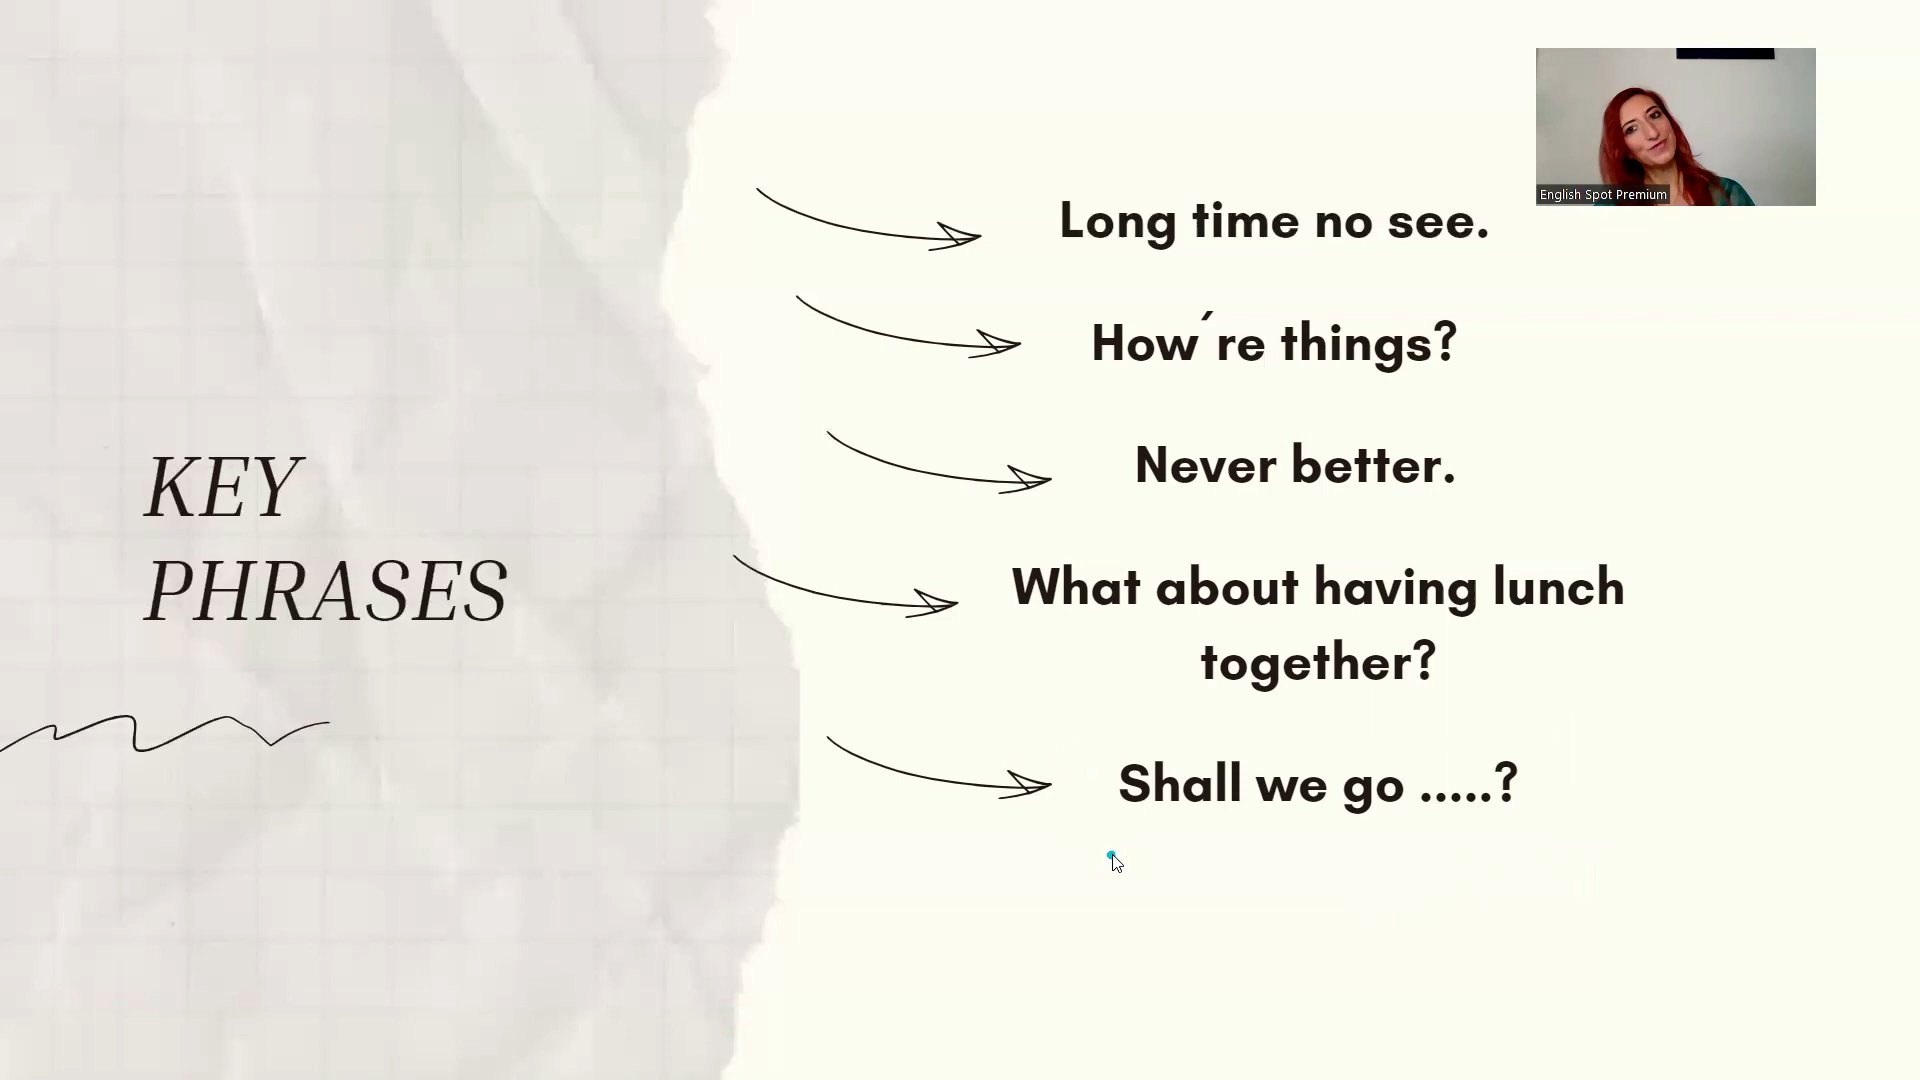 KEY
PHRASES
Long time no see.
How´re things?
Never better.
What about having lunch
together?
Shall we go .....?
English Spot Premium